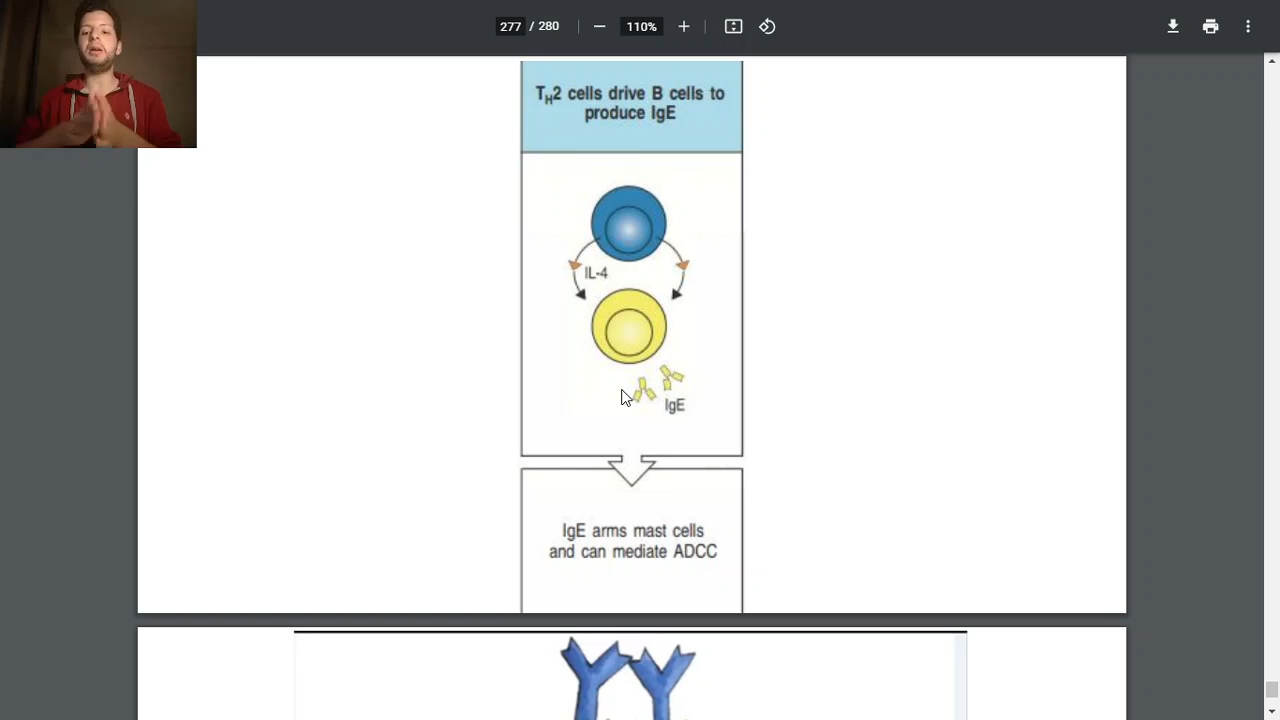 277 / 280
110%
TH2 cells drive B cells to
produce IgE
IL-4
IgE
IgE arms mast cells
and can mediate ADCC